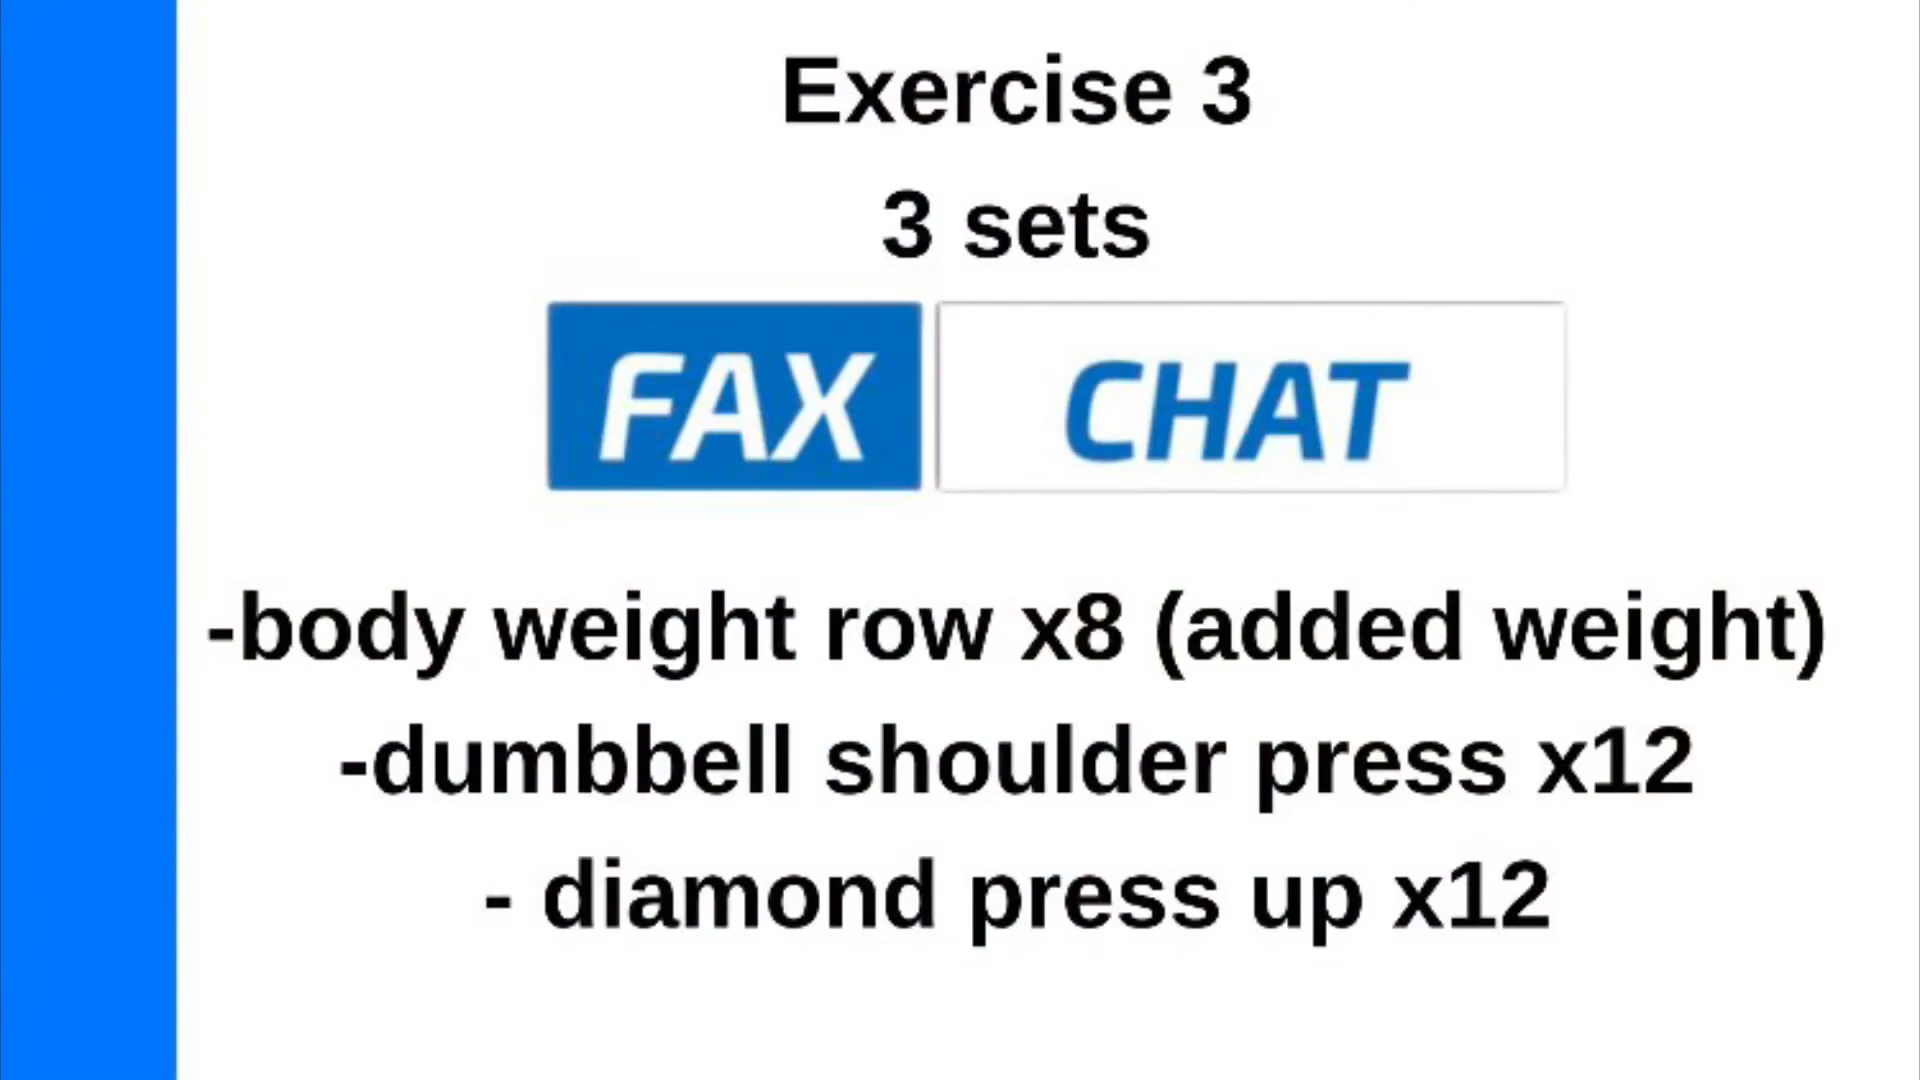 Exercise 3
3 sets
FAX CHAT
-body weight row x8 (added weight)
-dumbbell shoulder press x12
- diamond press up x12